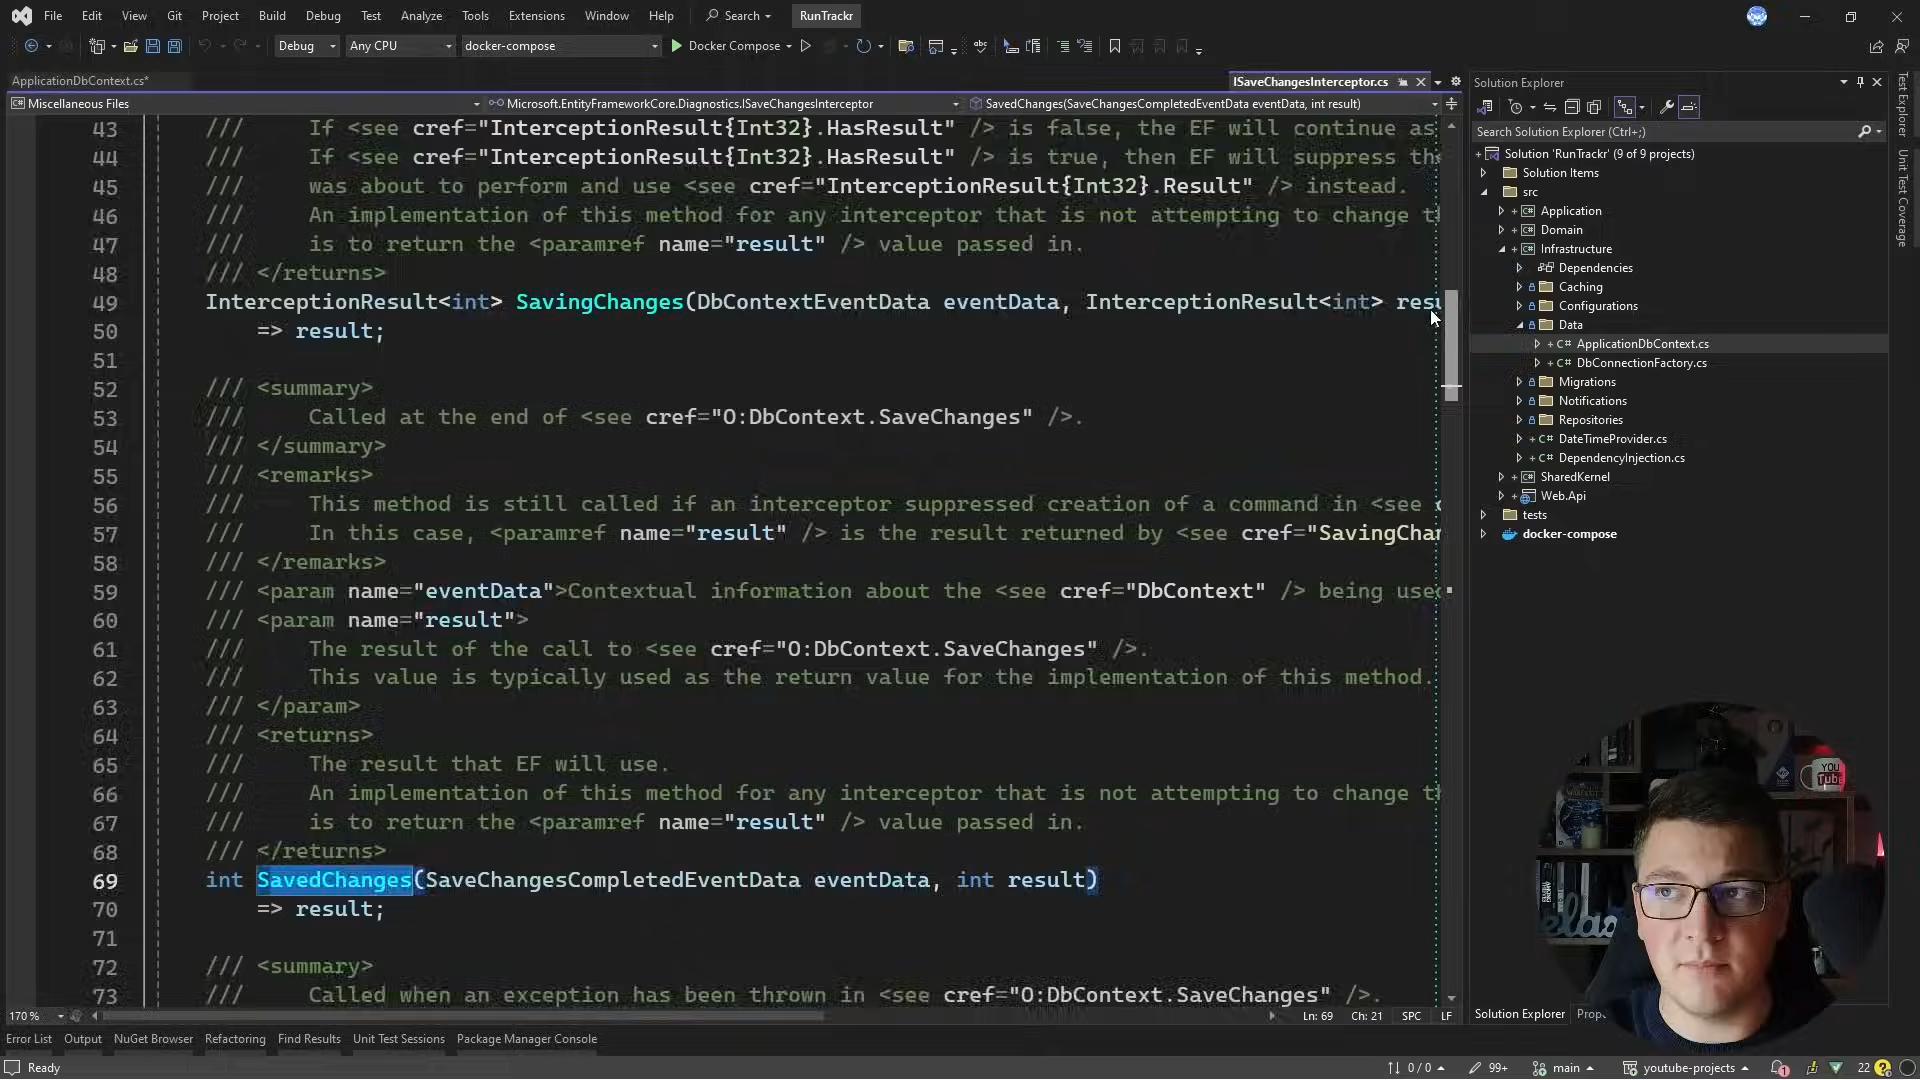 File Edit View Git Project Build Debug Test Analyze Tools Extensions Window Help Search RunTrackr
Debug Any CPU docker-compose Docker Compose
ApplicationDbContext.cs* ISaveChangesInterceptor.cs
Miscellaneous Files Microsoft.EntityFrameworkCore.Diagnostics.ISaveChangesInterceptor SavedChanges(SaveChangesCompletedEventData eventData, int result)
43 /// If <see cref="InterceptionResult{Int32}.HasResult" /> is false, the EF will continue as
44 /// If <see cref="InterceptionResult{Int32}.HasResult" /> is true, then EF will suppress th
45 /// was about to perform and use <see cref="InterceptionResult{Int32}.Result" /> instead.
46 /// An implementation of this method for any interceptor that is not attempting to change t
47 /// is to return the <paramref name="result" /> value passed in.
48 /// </returns>
49 InterceptionResult<int> SavingChanges(DbContextEventData eventData, InterceptionResult<int> resu
50 => result;
51
52 /// <summary>
53 /// Called at the end of <see cref="O:DbContext.SaveChanges" />.
54 /// </summary>
55 /// <remarks>
56 /// This method is still called if an interceptor suppressed creation of a command in <see c
57 /// In this case, <paramref name="result" /> is the result returned by <see cref="SavingChan
58 /// </remarks>
59 /// <param name="eventData">Contextual information about the <see cref="DbContext" /> being use
60 /// <param name="result">
61 /// The result of the call to <see cref="O:DbContext.SaveChanges" />.
62 /// This value is typically used as the return value for the implementation of this method.
63 /// </param>
64 /// <returns>
65 /// The result that EF will use.
66 /// An implementation of this method for any interceptor that is not attempting to change t
67 /// is to return the <paramref name="result" /> value passed in.
68 /// </returns>
69 int SavedChanges(SaveChangesCompletedEventData eventData, int result)
70 => result;
71
72 /// <summary>
73 /// Called when an exception has been thrown in <see cref="O:DbContext.SaveChanges" />.
170 % Ln: 69 Ch: 21 SPC LF
Error List Output NuGet Browser Refactoring Find Results Unit Test Sessions Package Manager Console
Ready 0 / 0 99+ main youtube-projects 1 22
Solution Explorer
Search Solution Explorer (Ctrl+;)
Solution 'RunTrackr' (9 of 9 projects)
Solution Items
src
Application
Domain
Infrastructure
Dependencies
Caching
Configurations
Data
ApplicationDbContext.cs
DbConnectionFactory.cs
Migrations
Notifications
Repositories
DateTimeProvider.cs
DependencyInjection.cs
SharedKernel
Web.Api
tests
docker-compose
Solution Explorer Prop
Test Explorer
Unit Test Coverage
YOU
Tube